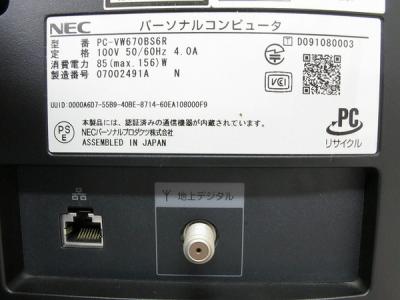 NEC パーソナルコンピュータ
型番 PC-VW670BS6R
定格 100V 50/60Hz 4.0A
消費電力 85(max.156)W
製造番号 07002491A N
T D091080003
VCCI
UUID:0000A6D7-55B9-40BE-8714-60EA108000F9
PSE
本製品には、認証済みの通信機器が内蔵されています。
NECパーソナルプロダクツ株式会社
ASSEMBLED IN JAPAN
PC
リサイクル
地上デジタル